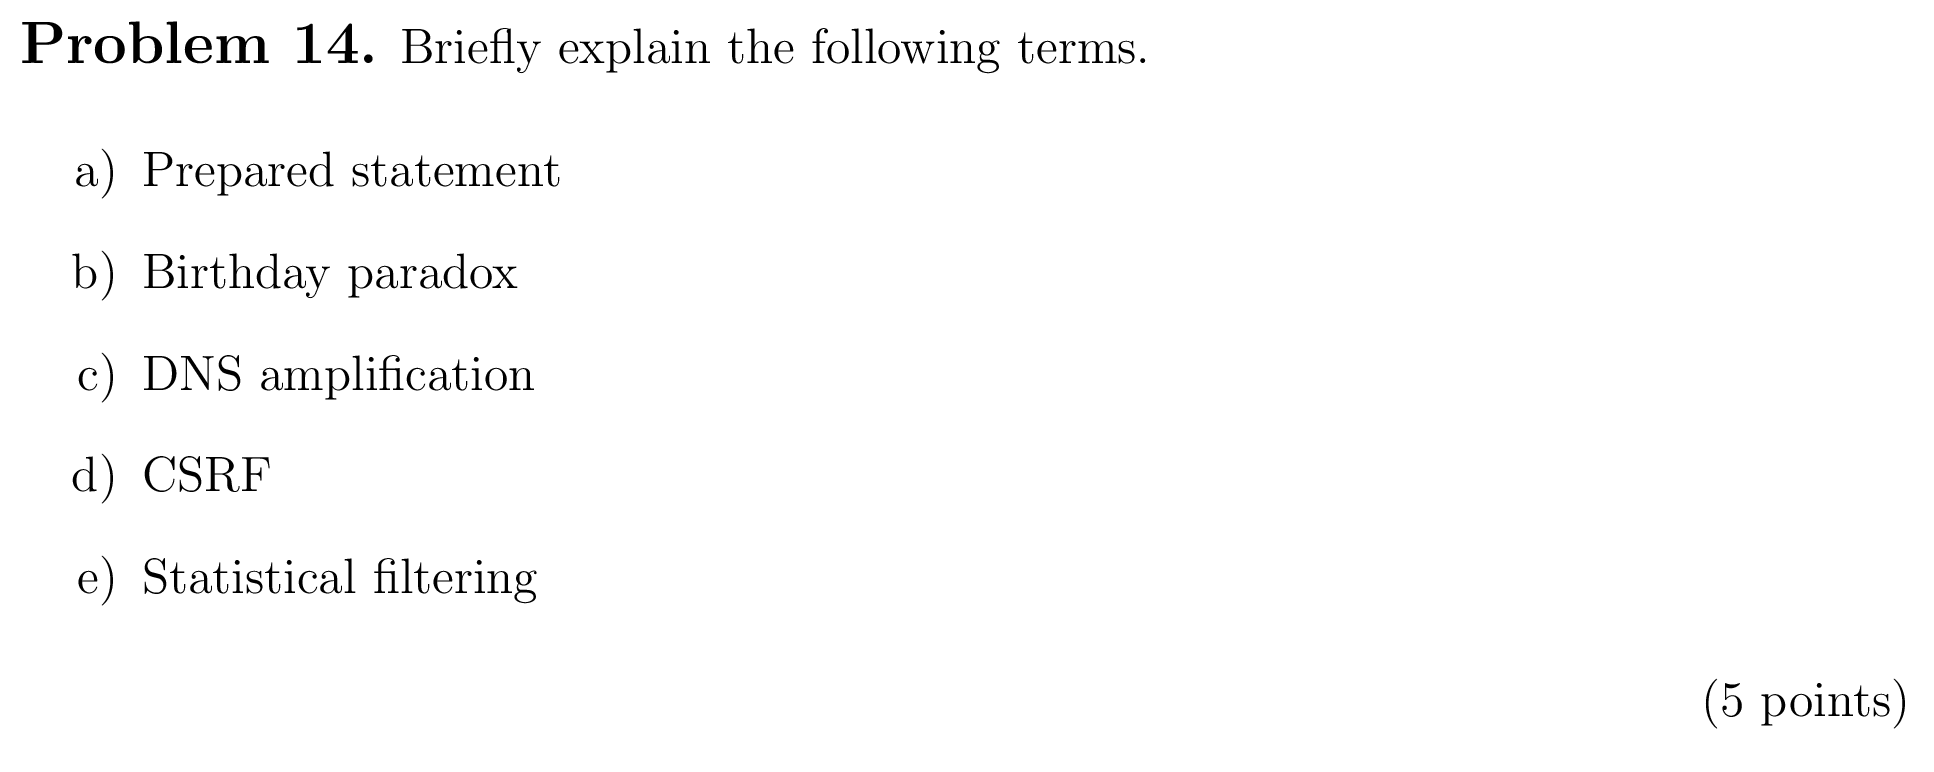 Problem 14. Briefly explain the following terms.
a) Prepared statement
b) Birthday paradox
c) DNS amplification
d) CSRF
e) Statistical filtering
(5 points)